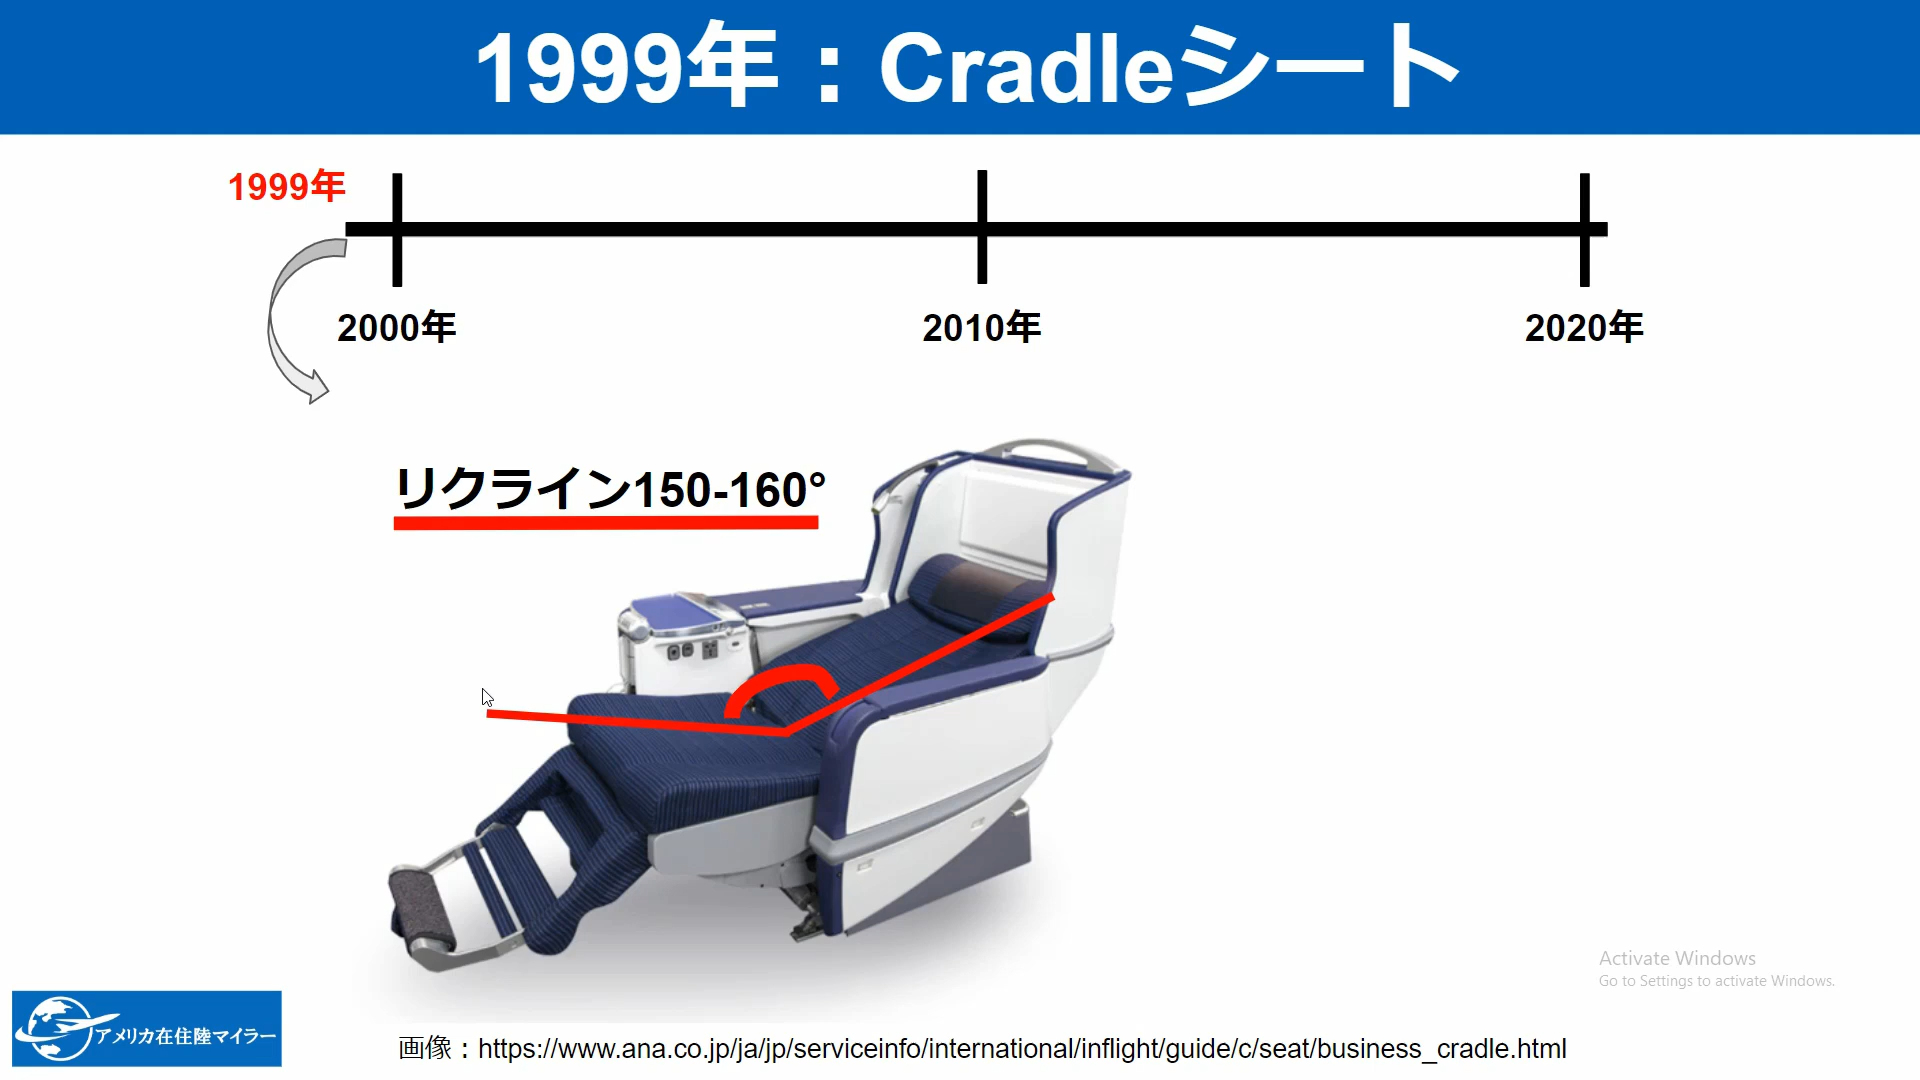 1999年：Cradleシート
1999年
2000年
2010年
2020年
リクライン150-160°
Activate Windows
Go to Settings to activate Windows.
アメリカ在住陸マイラー
画像：https://www.ana.co.jp/ja/jp/serviceinfo/international/inflight/guide/c/seat/business_cradle.html